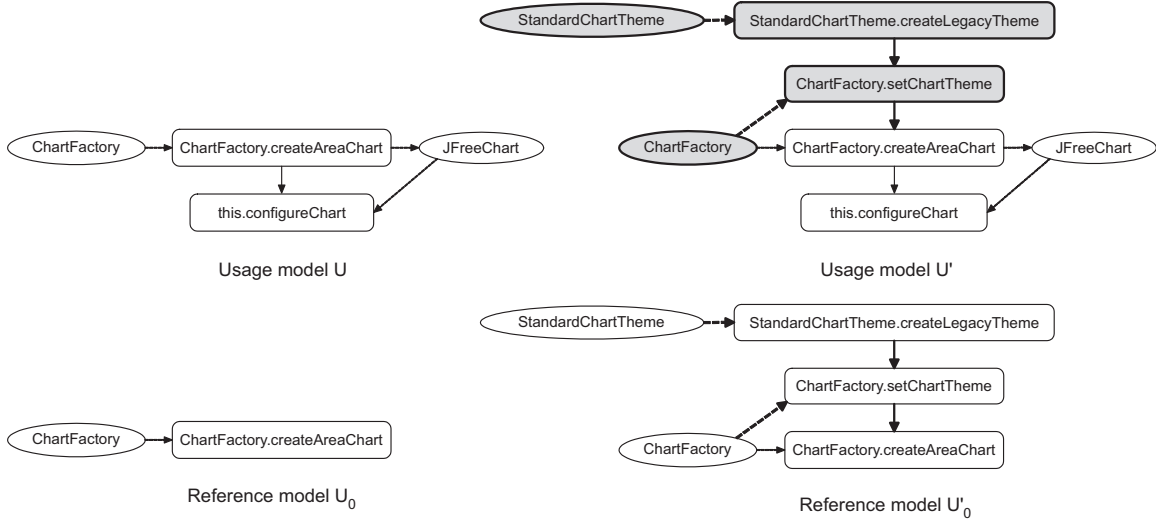 StandardChartTheme
StandardChartTheme.createLegacyTheme
ChartFactory.setChartTheme
ChartFactory
ChartFactory.createAreaChart
JFreeChart
ChartFactory
ChartFactory.createAreaChart
JFreeChart
this.configureChart
this.configureChart
Usage model U
Usage model U'
StandardChartTheme
StandardChartTheme.createLegacyTheme
ChartFactory.setChartTheme
ChartFactory
ChartFactory.createAreaChart
ChartFactory
ChartFactory.createAreaChart
Reference model U₀
Reference model U'₀